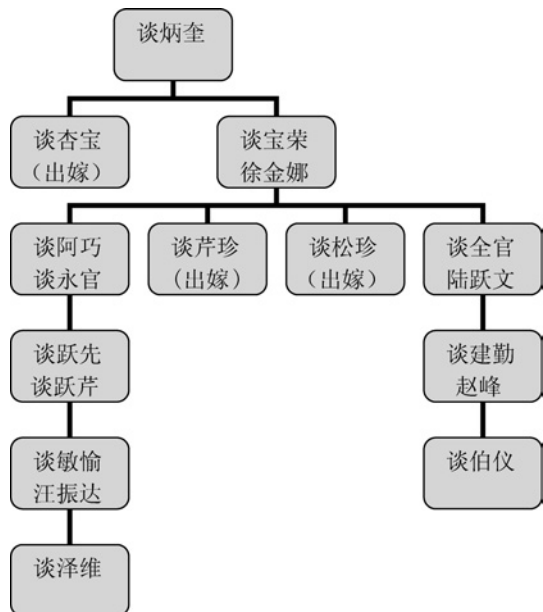 谈炳奎
谈杏宝
（出嫁）
谈宝荣
徐金娜
谈阿巧
谈永官
谈芹珍
（出嫁）
谈松珍
（出嫁）
谈全官
陆跃文
谈跃先
谈跃芹
谈建勤
赵峰
谈敏愉
汪振达
谈伯仪
谈泽维